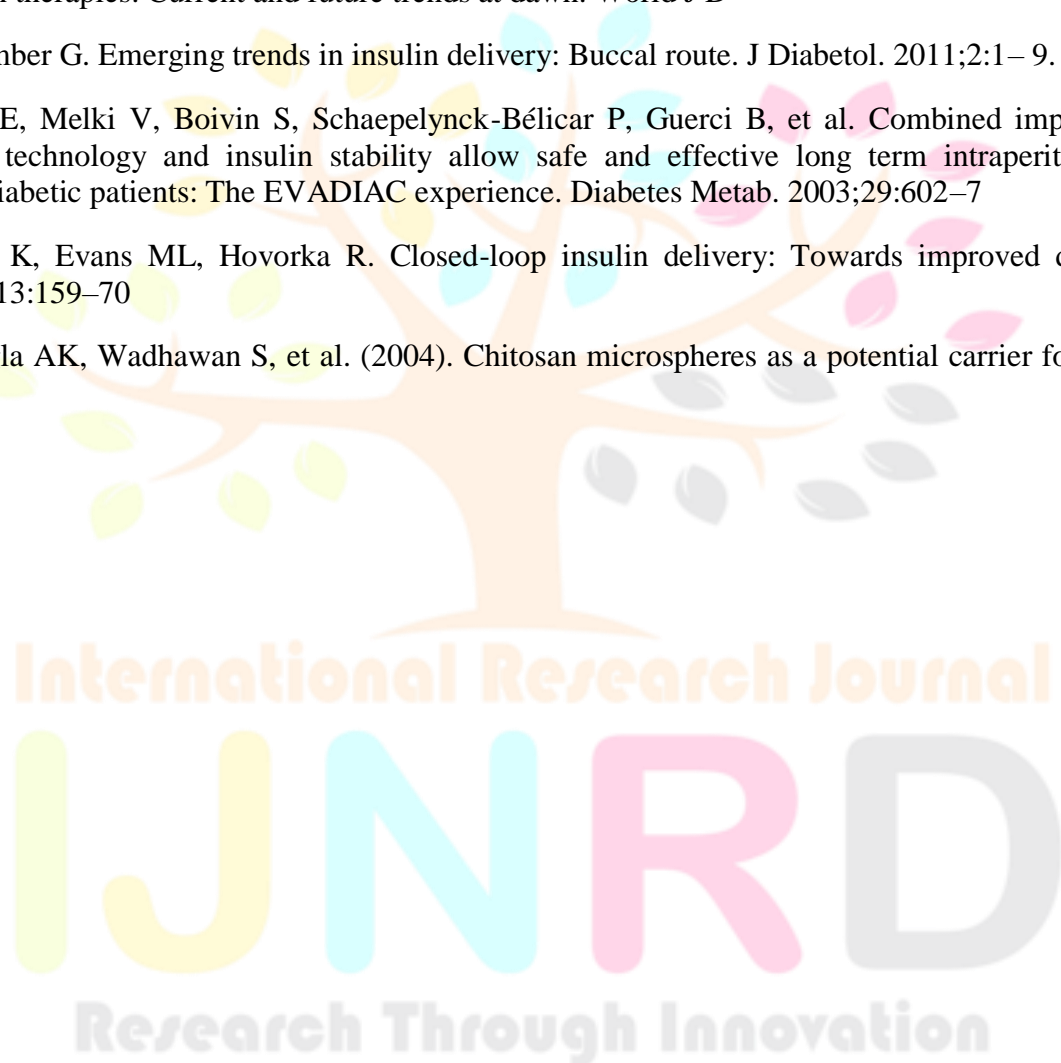 therapies: Current and future trends at dawn. World J D
mber G. Emerging trends in insulin delivery: Buccal route. J Diabetol. 2011;2:1– 9.
E, Melki V, Boivin S, Schaepelynck-Bélicar P, Guerci B, et al. Combined imp
technology and insulin stability allow safe and effective long term intraperit
iabetic patients: The EVADIAC experience. Diabetes Metab. 2003;29:602–7
K, Evans ML, Hovorka R. Closed-loop insulin delivery: Towards improved d
13:159–70
la AK, Wadhawan S, et al. (2004). Chitosan microspheres as a potential carrier fo
International Research Journal
IJNRD
Research Through Innovation